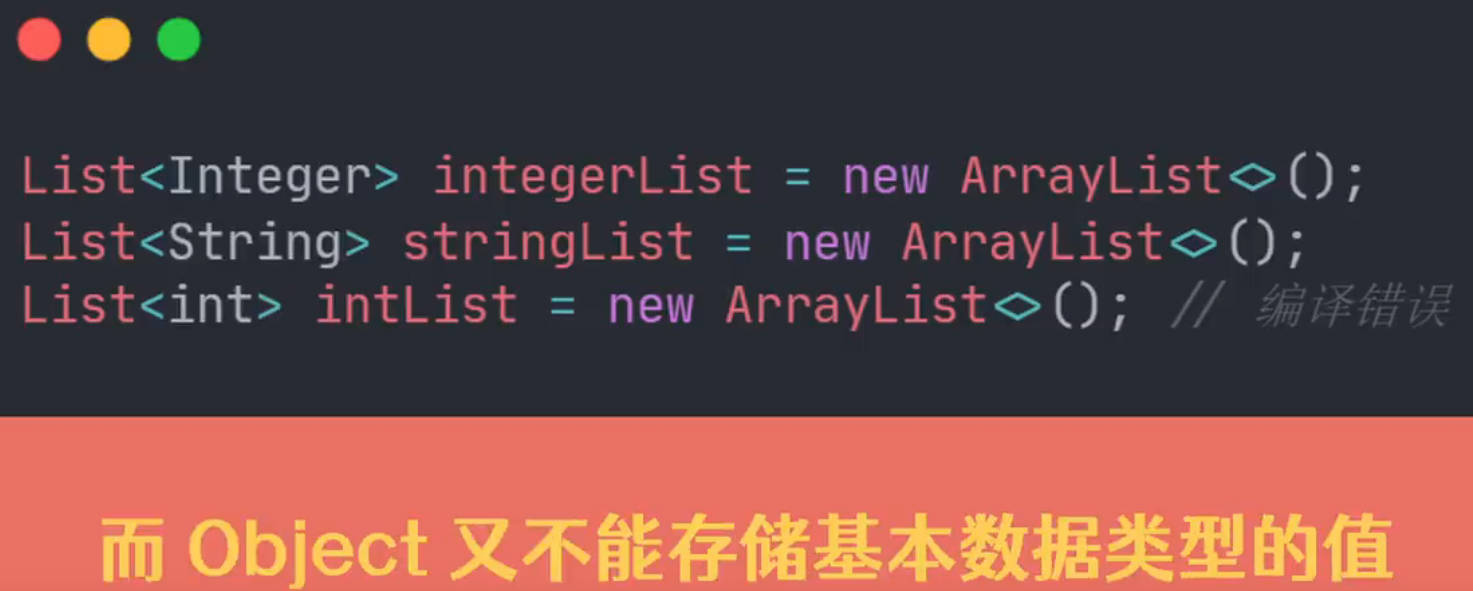 List<Integer> integerList = new ArrayList<>();
List<String> stringList = new ArrayList<>();
List<int> intList = new ArrayList<>(); // 编译错误
而 Object 又不能存储基本数据类型的值